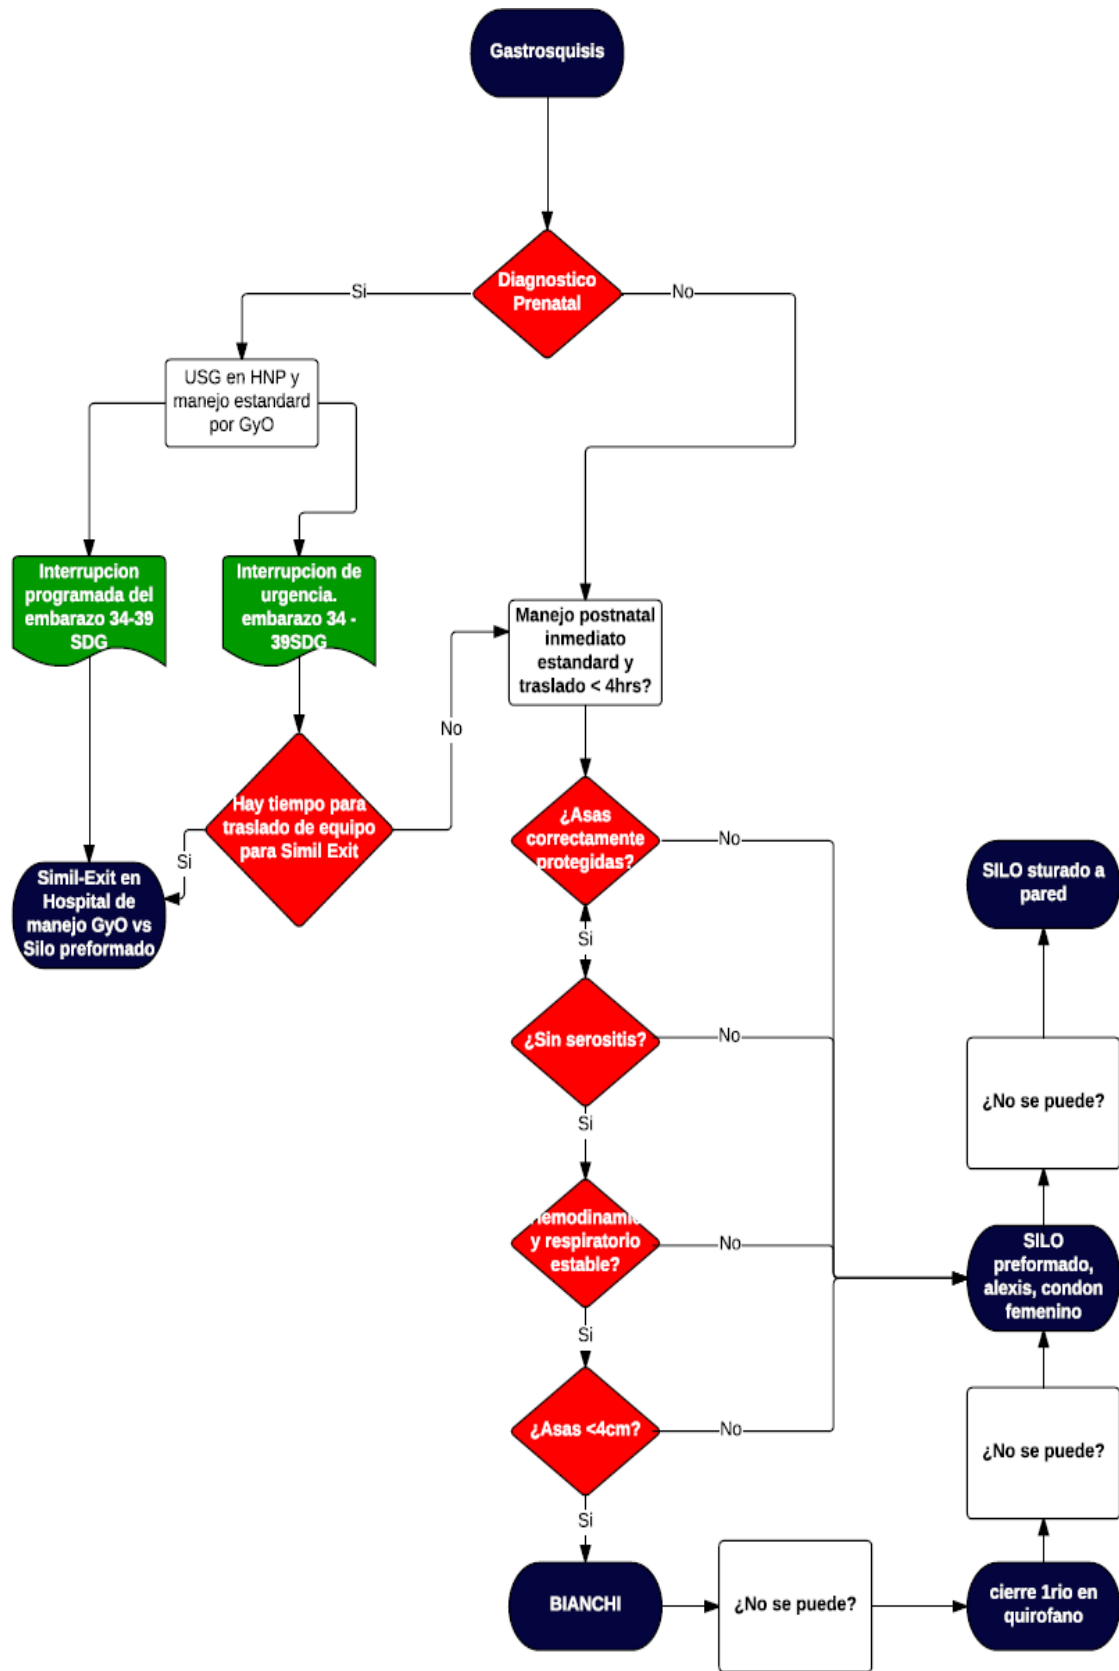 Gastrosquisis
Diagnostico
Prenatal
Si
No
USG en HNP y
manejo estandard
por GyO
Interrupcion
programada del
embarazo 34-39
SDG
Interrupcion de
urgencia.
embarazo 34 -
39SDG
Manejo postnatal
inmediato
estandard y
traslado < 4hrs?
No
Hay tiempo para
traslado de equipo
para Simil Exit
Si
Simil-Exit en
Hospital de
manejo GyO vs
Silo preformado
¿Asas
correctamente
protegidas?
No
Si
¿Sin serositis?
No
Si
Hemodinamic
y respiratorio
estable?
No
Si
¿Asas <4cm?
No
Si
BIANCHI
¿No se puede?
cierre 1rio en
quirofano
¿No se puede?
SILO
preformado,
alexis, condon
femenino
¿No se puede?
SILO sturado a
pared